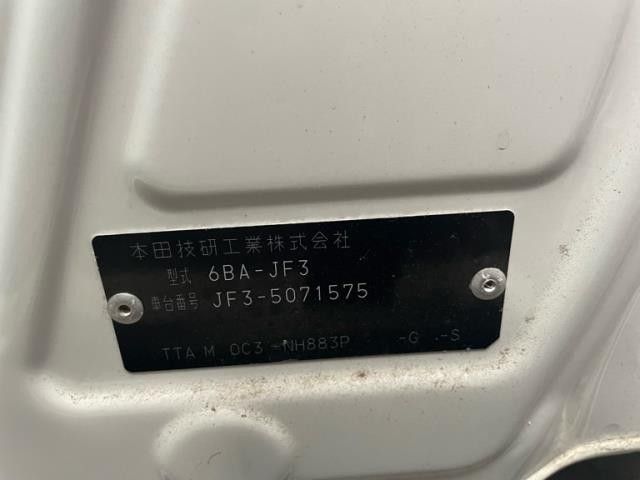 本田技研工業株式会社
型式 6BA-JF3
車台番号 JF3-5071575
TTA M 0C3 -NH883P -G -S